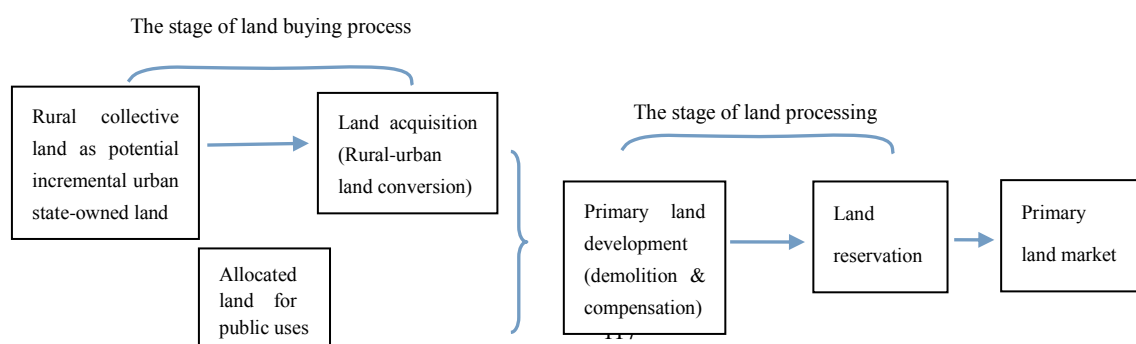 The stage of land buying process
Rural collective
land as potential
incremental urban
state-owned land
Land acquisition
(Rural-urban
land conversion)
Allocated
land for
public uses
The stage of land processing
Primary land
development
(demolition &
compensation)
Land
reservation
Primary
land market